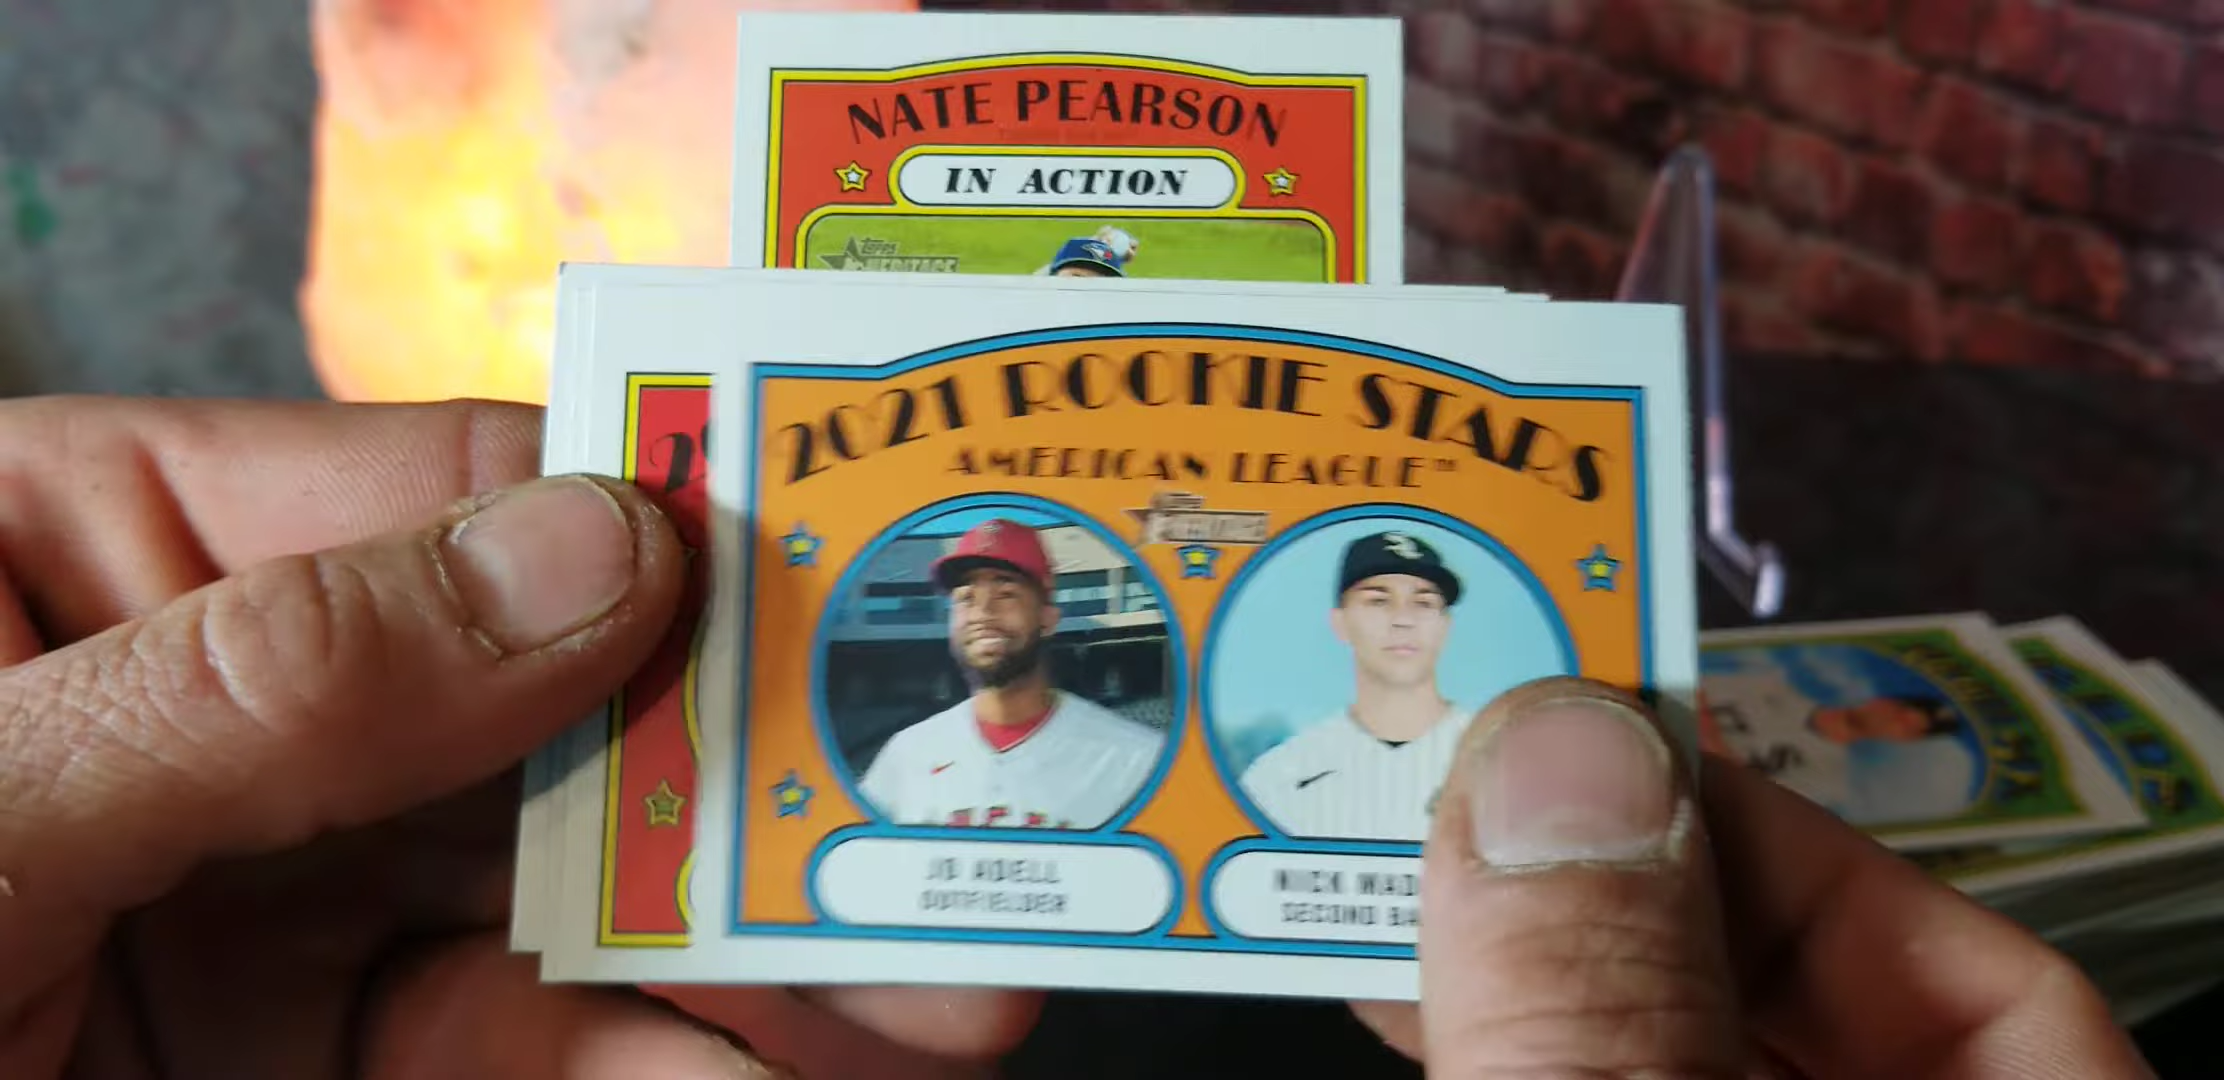 NATE PEARSON
IN ACTION
Topps
HERITAGE
2021 ROOKIE STARS
AMERICAN LEAGUE™
JO ADELL
OUTFIELDER
NICK MAD
SECOND BA